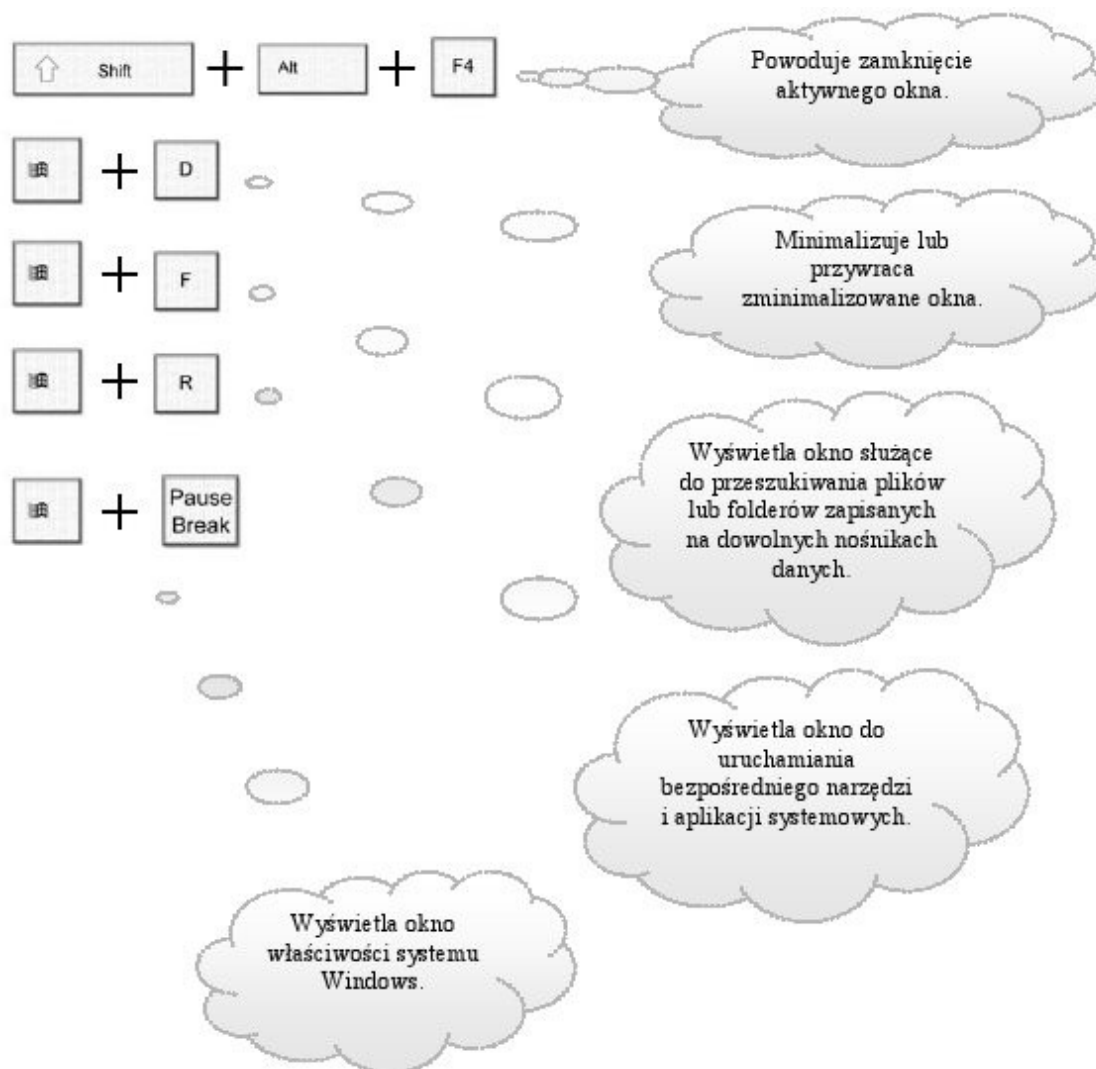 Shift + Alt + F4
Powoduje zamknięcie
aktywnego okna.
+ D
Minimalizuje lub
przywraca
zminimalizowane okna.
+ F
+ R
Wyświetla okno służące
do przeszukiwania plików
lub folderów zapisanych
na dowolnych nośnikach
danych.
+ Pause
Break
Wyświetla okno do
uruchamiania
bezpośredniego narzędzi
i aplikacji systemowych.
Wyświetla okno
właściwości systemu
Windows.